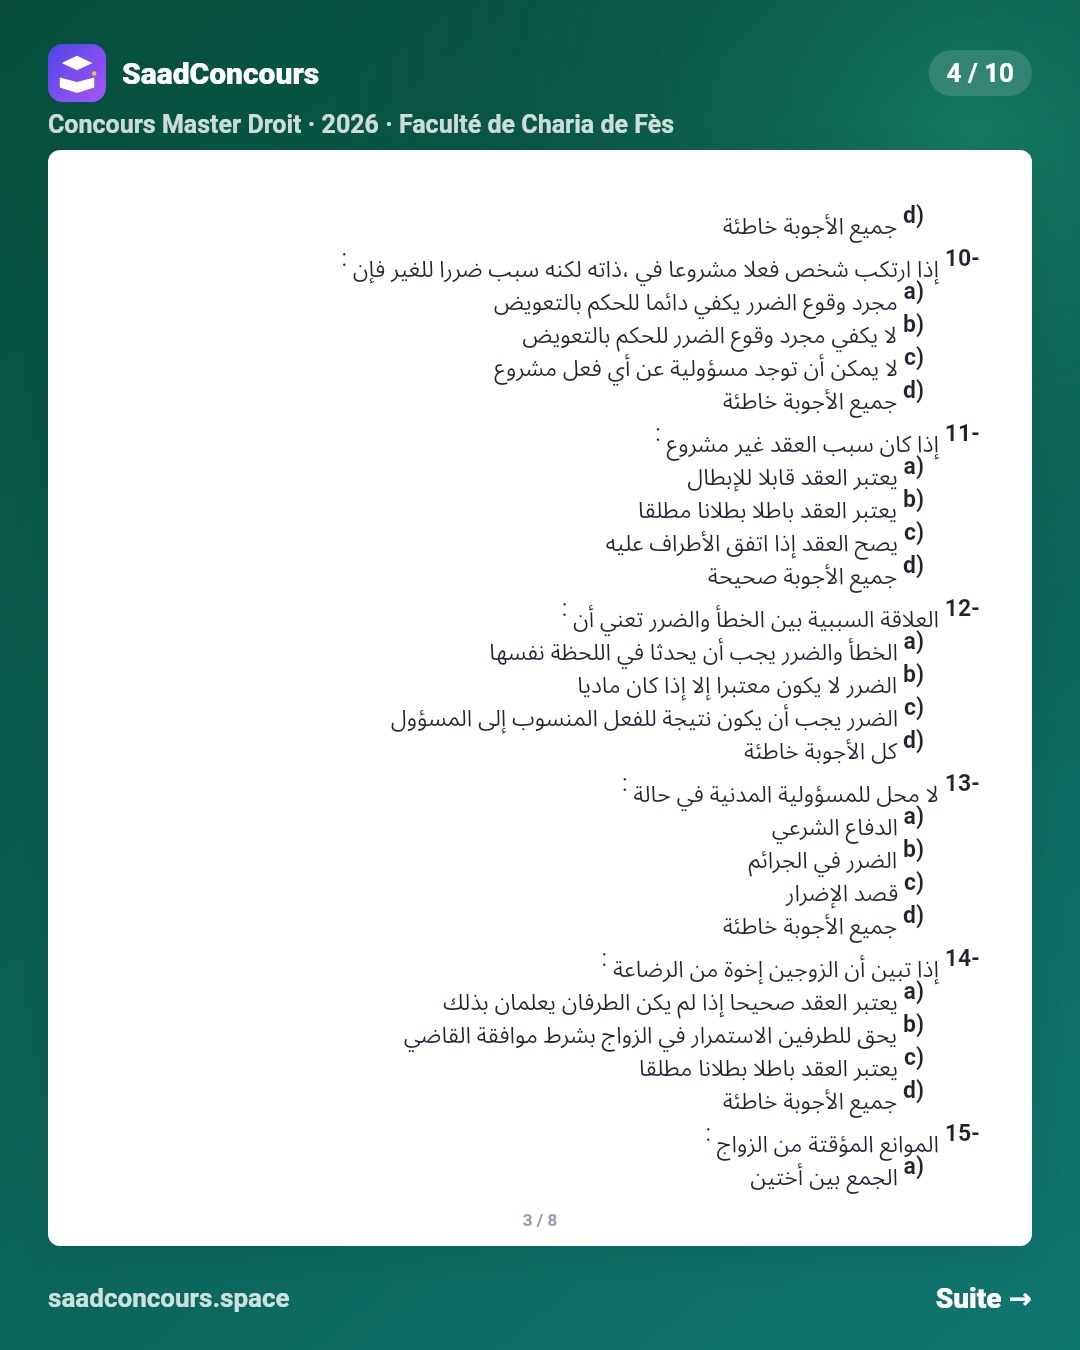 SaadConcours
4 / 10
Concours Master Droit · 2026 · Faculté de Charia de Fès
d) جميع الأجوبة خاطئة
10- إذا ارتكب شخص فعلا مشروعا في ،ذاته لكنه سبب ضررا للغير فإن :
a) مجرد وقوع الضرر يكفي دائما للحكم بالتعويض
b) لا يكفي مجرد وقوع الضرر للحكم بالتعويض
c) لا يمكن أن توجد مسؤولية عن أي فعل مشروع
d) جميع الأجوبة خاطئة
11- إذا كان سبب العقد غير مشروع :
a) يعتبر العقد قابلا للإبطال
b) يعتبر العقد باطلا بطلانا مطلقا
c) يصح العقد إذا اتفق الأطراف عليه
d) جميع الأجوبة صحيحة
12- العلاقة السببية بين الخطأ والضرر تعني أن :
a) الخطأ والضرر يجب أن يحدثا في اللحظة نفسها
b) الضرر لا يكون معتبرا إلا إذا كان ماديا
c) الضرر يجب أن يكون نتيجة للفعل المنسوب إلى المسؤول
d) كل الأجوبة خاطئة
13- لا محل للمسؤولية المدنية في حالة :
a) الدفاع الشرعي
b) الضرر في الجرائم
c) قصد الإضرار
d) جميع الأجوبة خاطئة
14- إذا تبين أن الزوجين إخوة من الرضاعة :
a) يعتبر العقد صحيحا إذا لم يكن الطرفان يعلمان بذلك
b) يحق للطرفين الاستمرار في الزواج بشرط موافقة القاضي
c) يعتبر العقد باطلا بطلانا مطلقا
d) جميع الأجوبة خاطئة
15- الموانع المؤقتة من الزواج :
a) الجمع بين أختين
3 / 8
saadconcours.space
Suite →